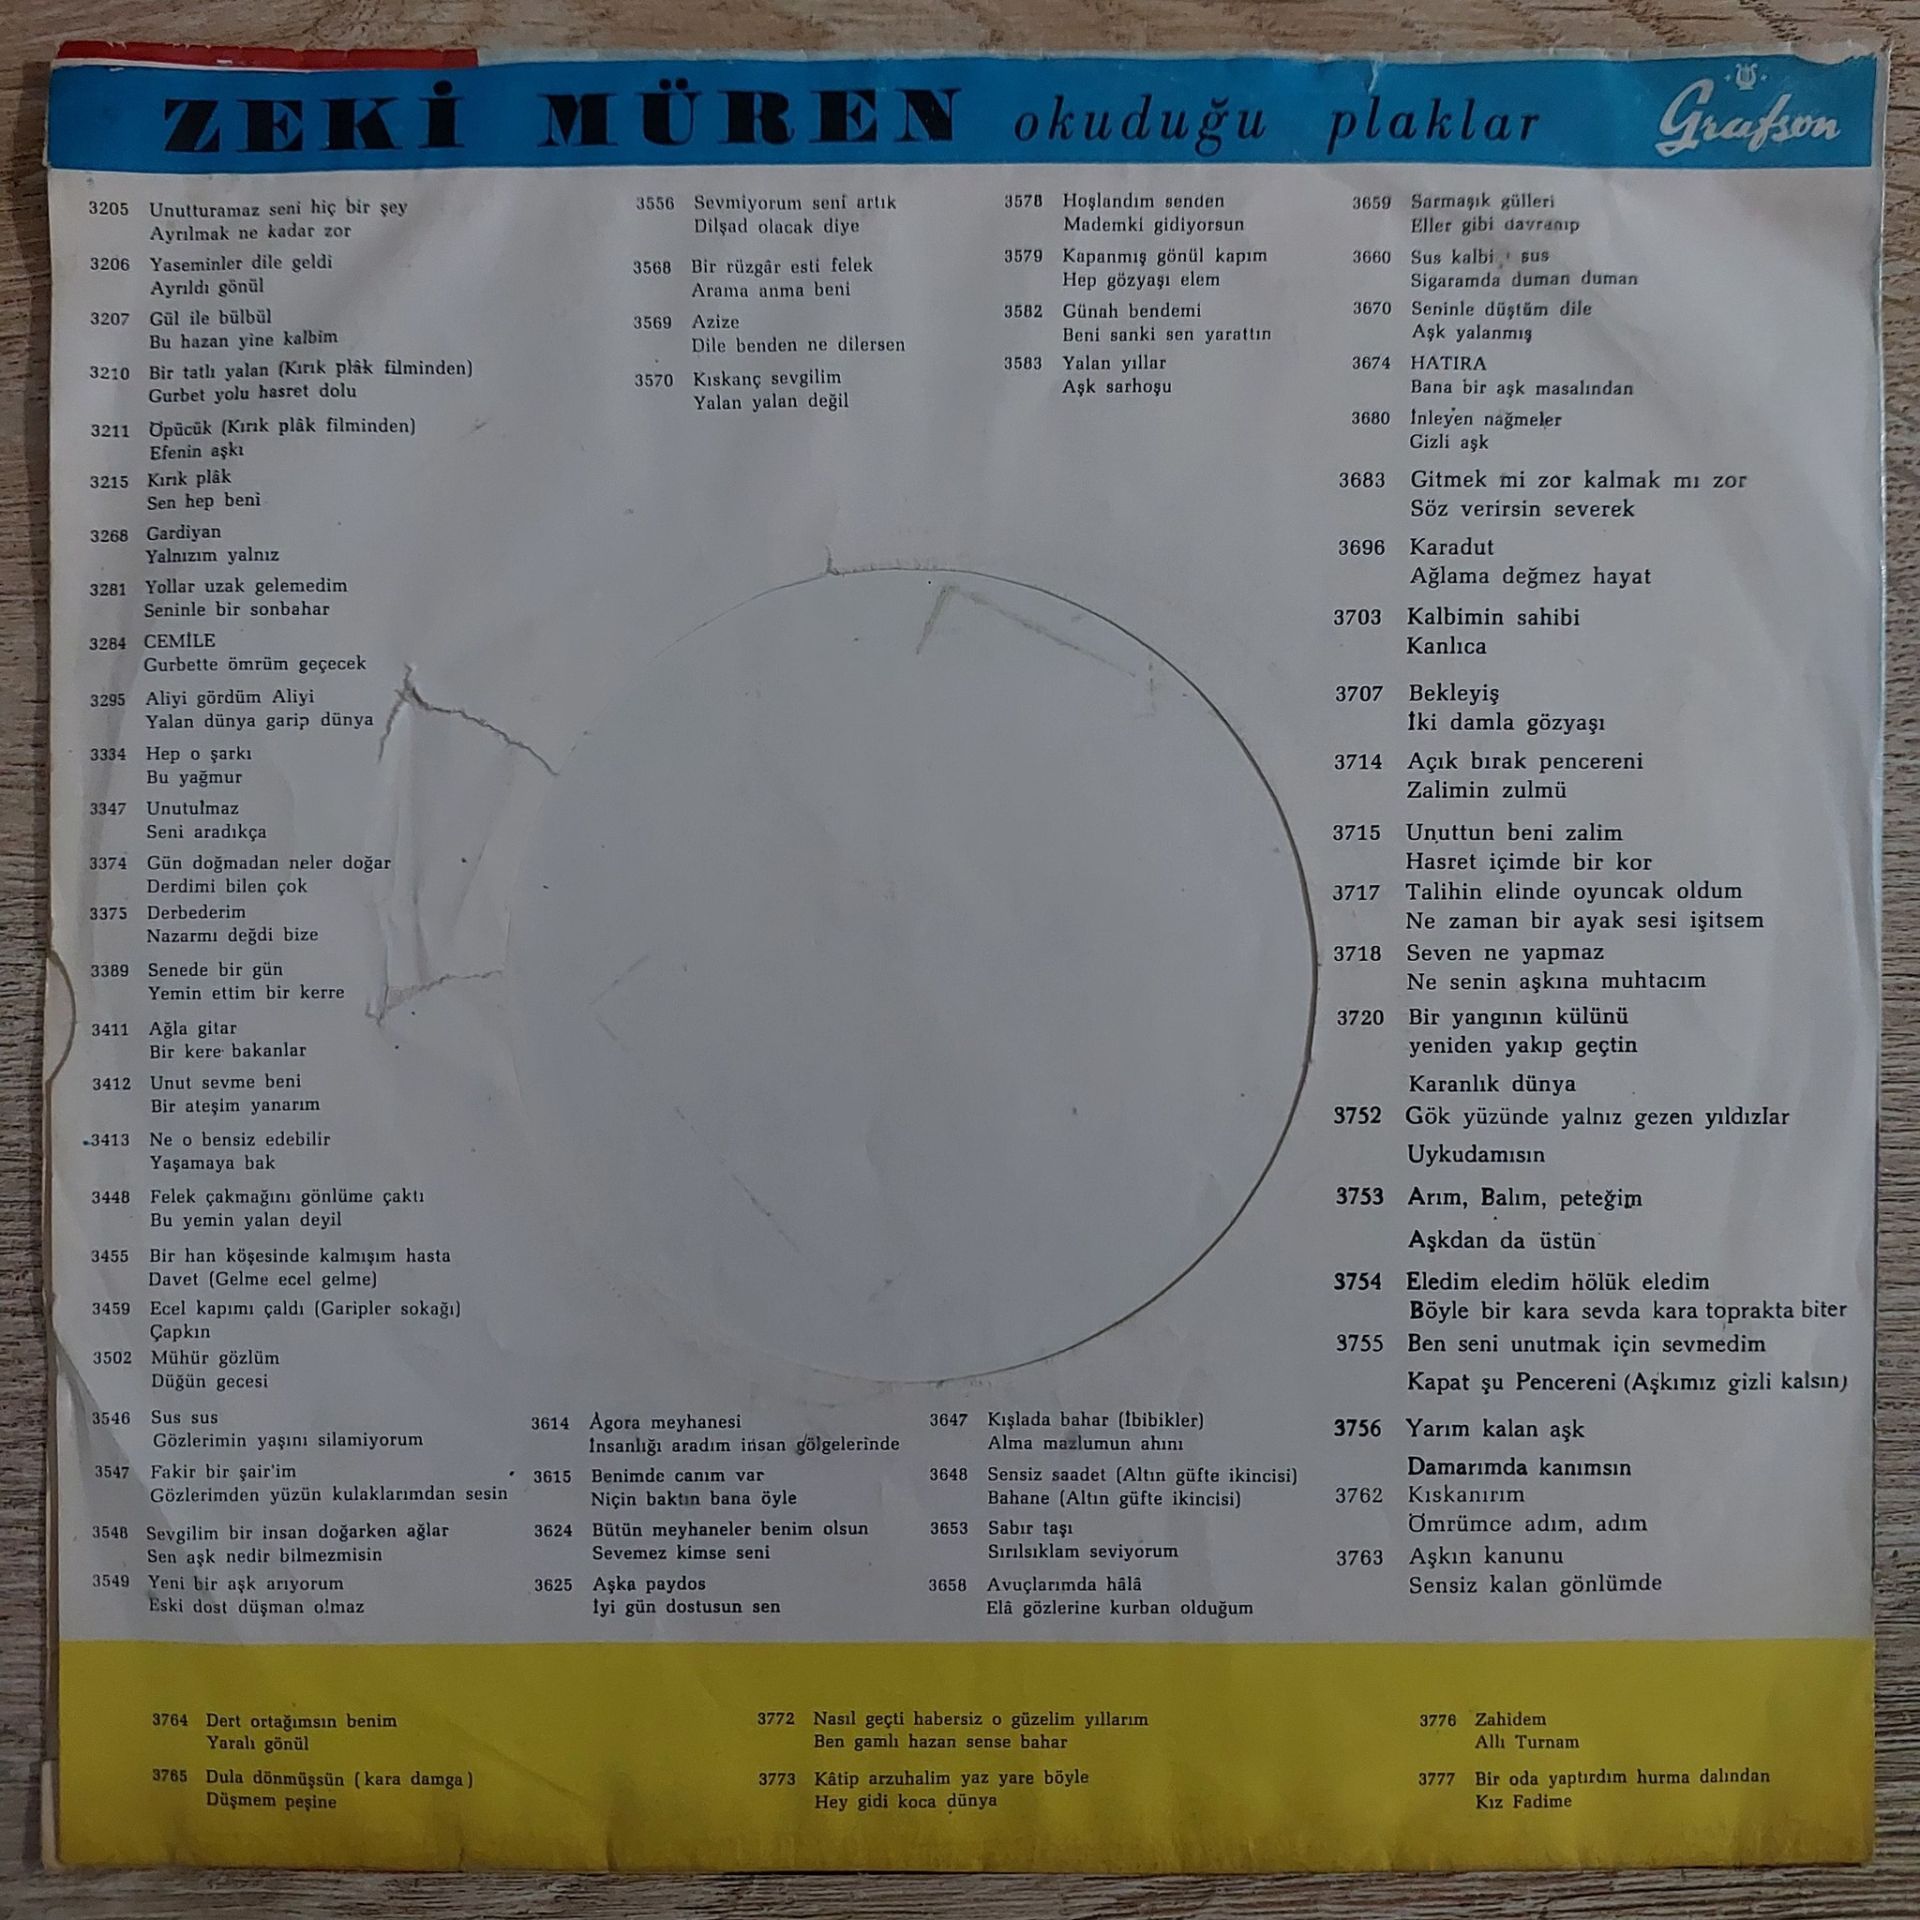 ZEKİ MÜREN okuduğu plaklar
Grafson
3205 Unutturamaz seni hiç bir şey
Ayrılmak ne kadar zor
3206 Yaseminler dile geldi
Ayrıldı gönül
3207 Gül ile bülbül
Bu hazan yine kalbim
3210 Bir tatlı yalan (Kırık plâk filminden)
Gurbet yolu hasret dolu
3211 Öpücük (Kırık plâk filminden)
Efenin aşkı
3215 Kırık plâk
Sen hep beni
3268 Gardiyan
Yalnızım yalnız
3281 Yollar uzak gelemedim
Seninle bir sonbahar
3284 CEMİLE
Gurbette ömrüm geçecek
3295 Aliyi gördüm Aliyi
Yalan dünya garip dünya
3334 Hep o şarkı
Bu yağmur
3347 Unutulmaz
Seni aradıkça
3374 Gün doğmadan neler doğar
Derdimi bilen çok
3375 Derbederim
Nazarmı değdi bize
3389 Senede bir gün
Yemin ettim bir kerre
3411 Ağla gitar
Bir kere bakanlar
3412 Unut sevme beni
Bir ateşim yanarım
3413 Ne o bensiz edebilir
Yaşamaya bak
3448 Felek çakmağını gönlüme çaktı
Bu yemin yalan deyil
3455 Bir han köşesinde kalmışım hasta
Davet (Gelme ecel gelme)
3459 Ecel kapımı çaldı (Garipler sokağı)
Çapkın
3502 Mühür gözlüm
Düğün gecesi
3546 Sus sus
Gözlerimin yaşını silamiyorum
3547 Fakir bir şair'im
Gözlerimden yüzün kulaklarımdan sesin
3548 Sevgilim bir insan doğarken ağlar
Sen aşk nedir bilmezmisin
3549 Yeni bir aşk arıyorum
Eski dost düşman olmaz
3556 Sevmiyorum seni artık
Dilşad olacak diye
3568 Bir rüzgâr esti felek
Arama anma beni
3569 Azize
Dile benden ne dilersen
3570 Kıskanç sevgilim
Yalan yalan değil
3578 Hoşlandım senden
Mademki gidiyorsun
3579 Kapanmış gönül kapım
Hep gözyaşı elem
3582 Günah bendemi
Beni sanki sen yarattın
3583 Yalan yıllar
Aşk sarhoşu
3614 Agora meyhanesi
İnsanlığı aradım insan gölgelerinde
3615 Benimde canım var
Niçin baktın bana öyle
3624 Bütün meyhaneler benim olsun
Sevemez kimse seni
3625 Aşka paydos
İyi gün dostusun sen
3647 Kışlada bahar (İbibikler)
Alma mazlumun ahını
3648 Sensiz saadet (Altın güfte ikincisi)
Bahane (Altın güfte ikincisi)
3653 Sabır taşı
Sırılsıklam seviyorum
3658 Avuçlarımda hâlâ
Elâ gözlerine kurban olduğum
3659 Sarmaşık gülleri
Eller gibi davranıp
3660 Sus kalbi sus
Sigaramda duman duman
3670 Seninle düştüm dile
Aşk yalanmış
3674 HATIRA
Bana bir aşk masalından
3680 İnleyen nağmeler
Gizli aşk
3683 Gitmek mi zor kalmak mı zor
Söz verirsin severek
3696 Karadut
Ağlama değmez hayat
3703 Kalbimin sahibi
Kanlıca
3707 Bekleyiş
İki damla gözyaşı
3714 Açık bırak pencereni
Zalimin zulmü
3715 Unuttun beni zalim
Hasret içimde bir kor
3717 Talihin elinde oyuncak oldum
Ne zaman bir ayak sesi işitsem
3718 Seven ne yapmaz
Ne senin aşkına muhtacım
3720 Bir yangının külünü
yeniden yakıp geçtin
Karanlık dünya
3752 Gök yüzünde yalnız gezen yıldızlar
Uykudamısın
3753 Arım, Balım, peteğim
Aşkdan da üstün
3754 Eledim eledim hölük eledim
Böyle bir kara sevda kara toprakta biter
3755 Ben seni unutmak için sevmedim
Kapat şu Pencereni (Aşkımız gizli kalsın)
3756 Yarım kalan aşk
Damarımda kanımsın
3762 Kıskanırım
Ömrümce adım, adım
3763 Aşkın kanunu
Sensiz kalan gönlümde
3764 Dert ortağımsın benim
Yaralı gönül
3765 Dula dönmüşsün (kara damga)
Düşmem peşine
3772 Nasıl geçti habersiz o güzelim yıllarım
Ben gamlı hazan sense bahar
3773 Kâtip arzuhalim yaz yare böyle
Hey gidi koca dünya
3776 Zahidem
Allı Turnam
3777 Bir oda yaptırdım hurma dalından
Kız Fadime